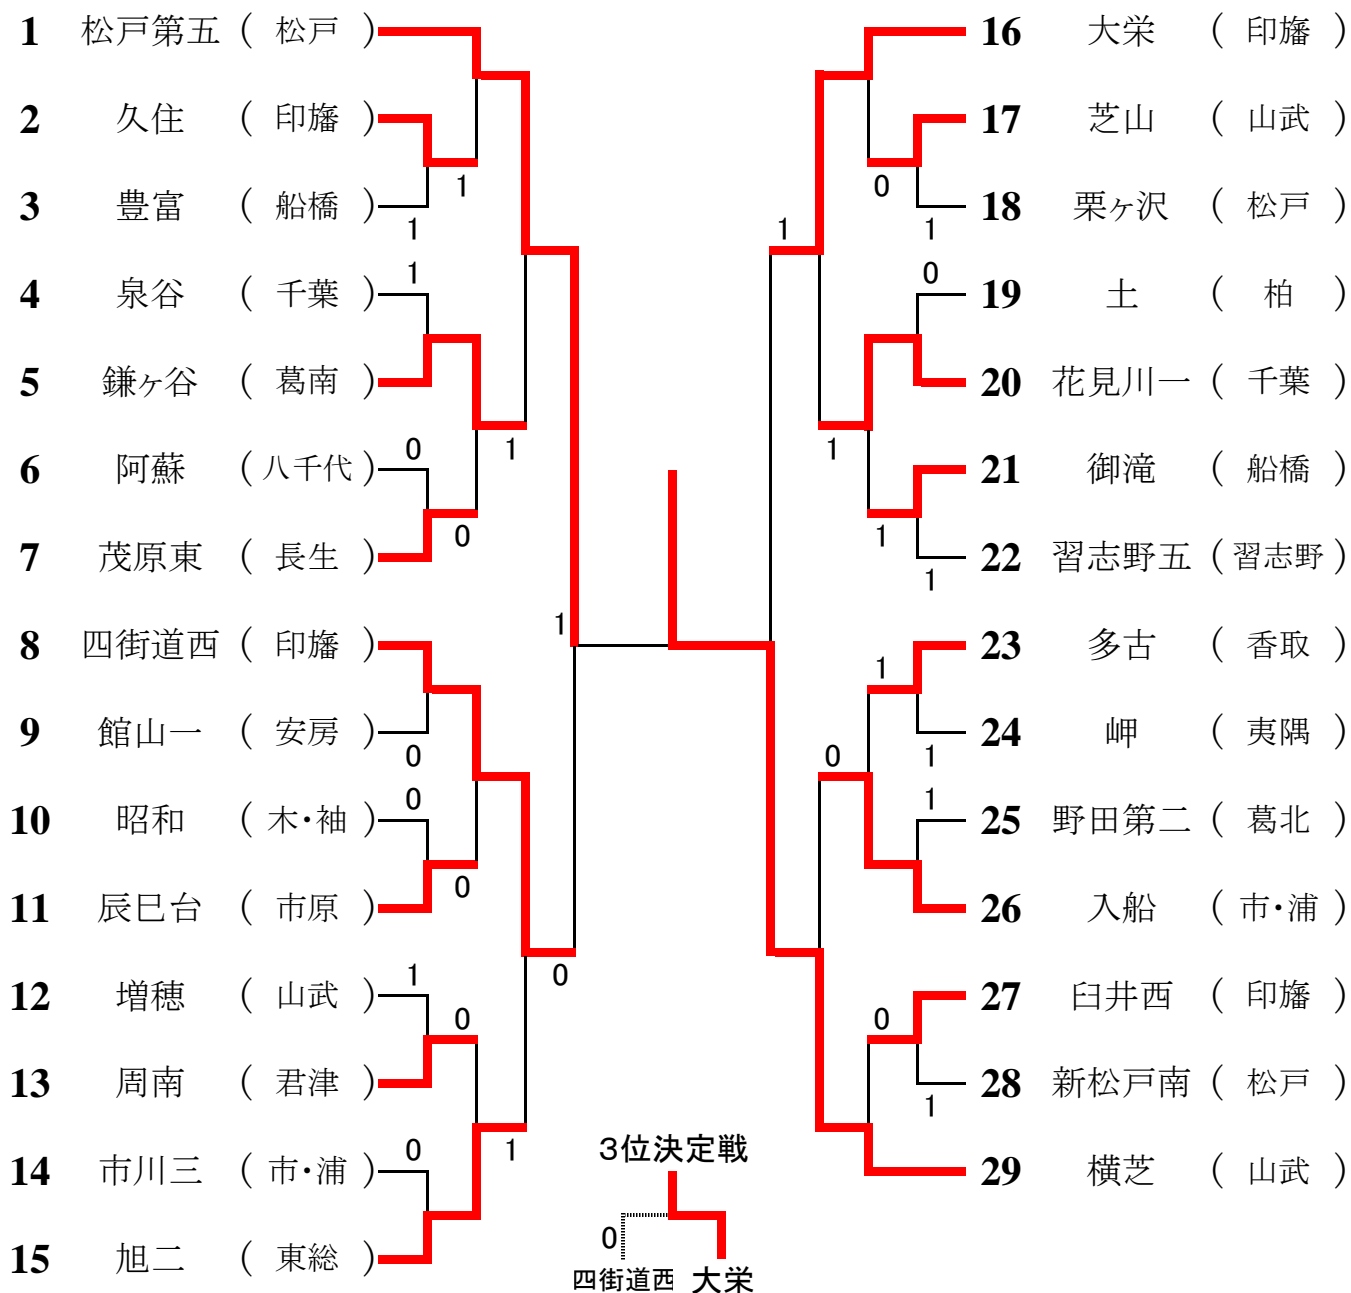 1 松戸第五 ( 松戸 )
2 久住 ( 印旛 )
1
3 豊富 ( 船橋 )
1
1
4 泉谷 ( 千葉 )
5 鎌ヶ谷 ( 葛南 )
1
0
6 阿蘇 ( 八千代 )
0
7 茂原東 ( 長生 )
1
8 四街道西 ( 印旛 )
9 館山一 ( 安房 )
0
0
10 昭和 ( 木・袖 )
0
11 辰巳台 ( 市原 )
0
1
12 増穂 ( 山武 )
0
13 周南 ( 君津 )
1
0
14 市川三 ( 市・浦 )
15 旭二 ( 東総 )
16 大栄 ( 印旛 )
17 芝山 ( 山武 )
0
18 栗ヶ沢 ( 松戸 )
1
1
0
19 土 ( 柏 )
20 花見川一 ( 千葉 )
1
21 御滝 ( 船橋 )
1
22 習志野五 ( 習志野 )
1
23 多古 ( 香取 )
1
24 岬 ( 夷隅 )
1
0
1
25 野田第二 ( 葛北 )
26 入船 ( 市・浦 )
27 臼井西 ( 印旛 )
0
28 新松戸南 ( 松戸 )
1
29 横芝 ( 山武 )
3位決定戦
0
四街道西 大栄